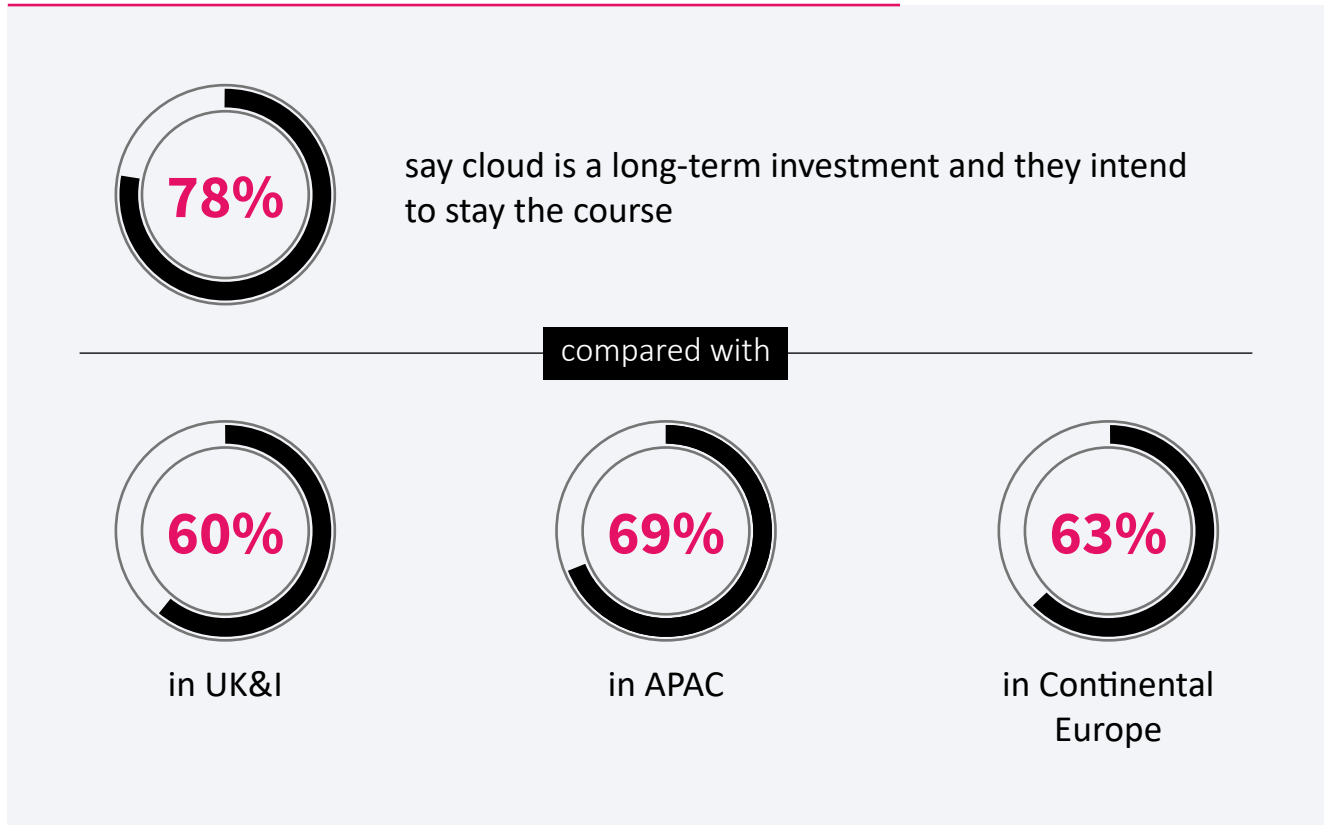 78%
say cloud is a long-term investment and they intend
to stay the course
compared with
60%
69%
63%
in UK&I
in APAC
in Continental
Europe